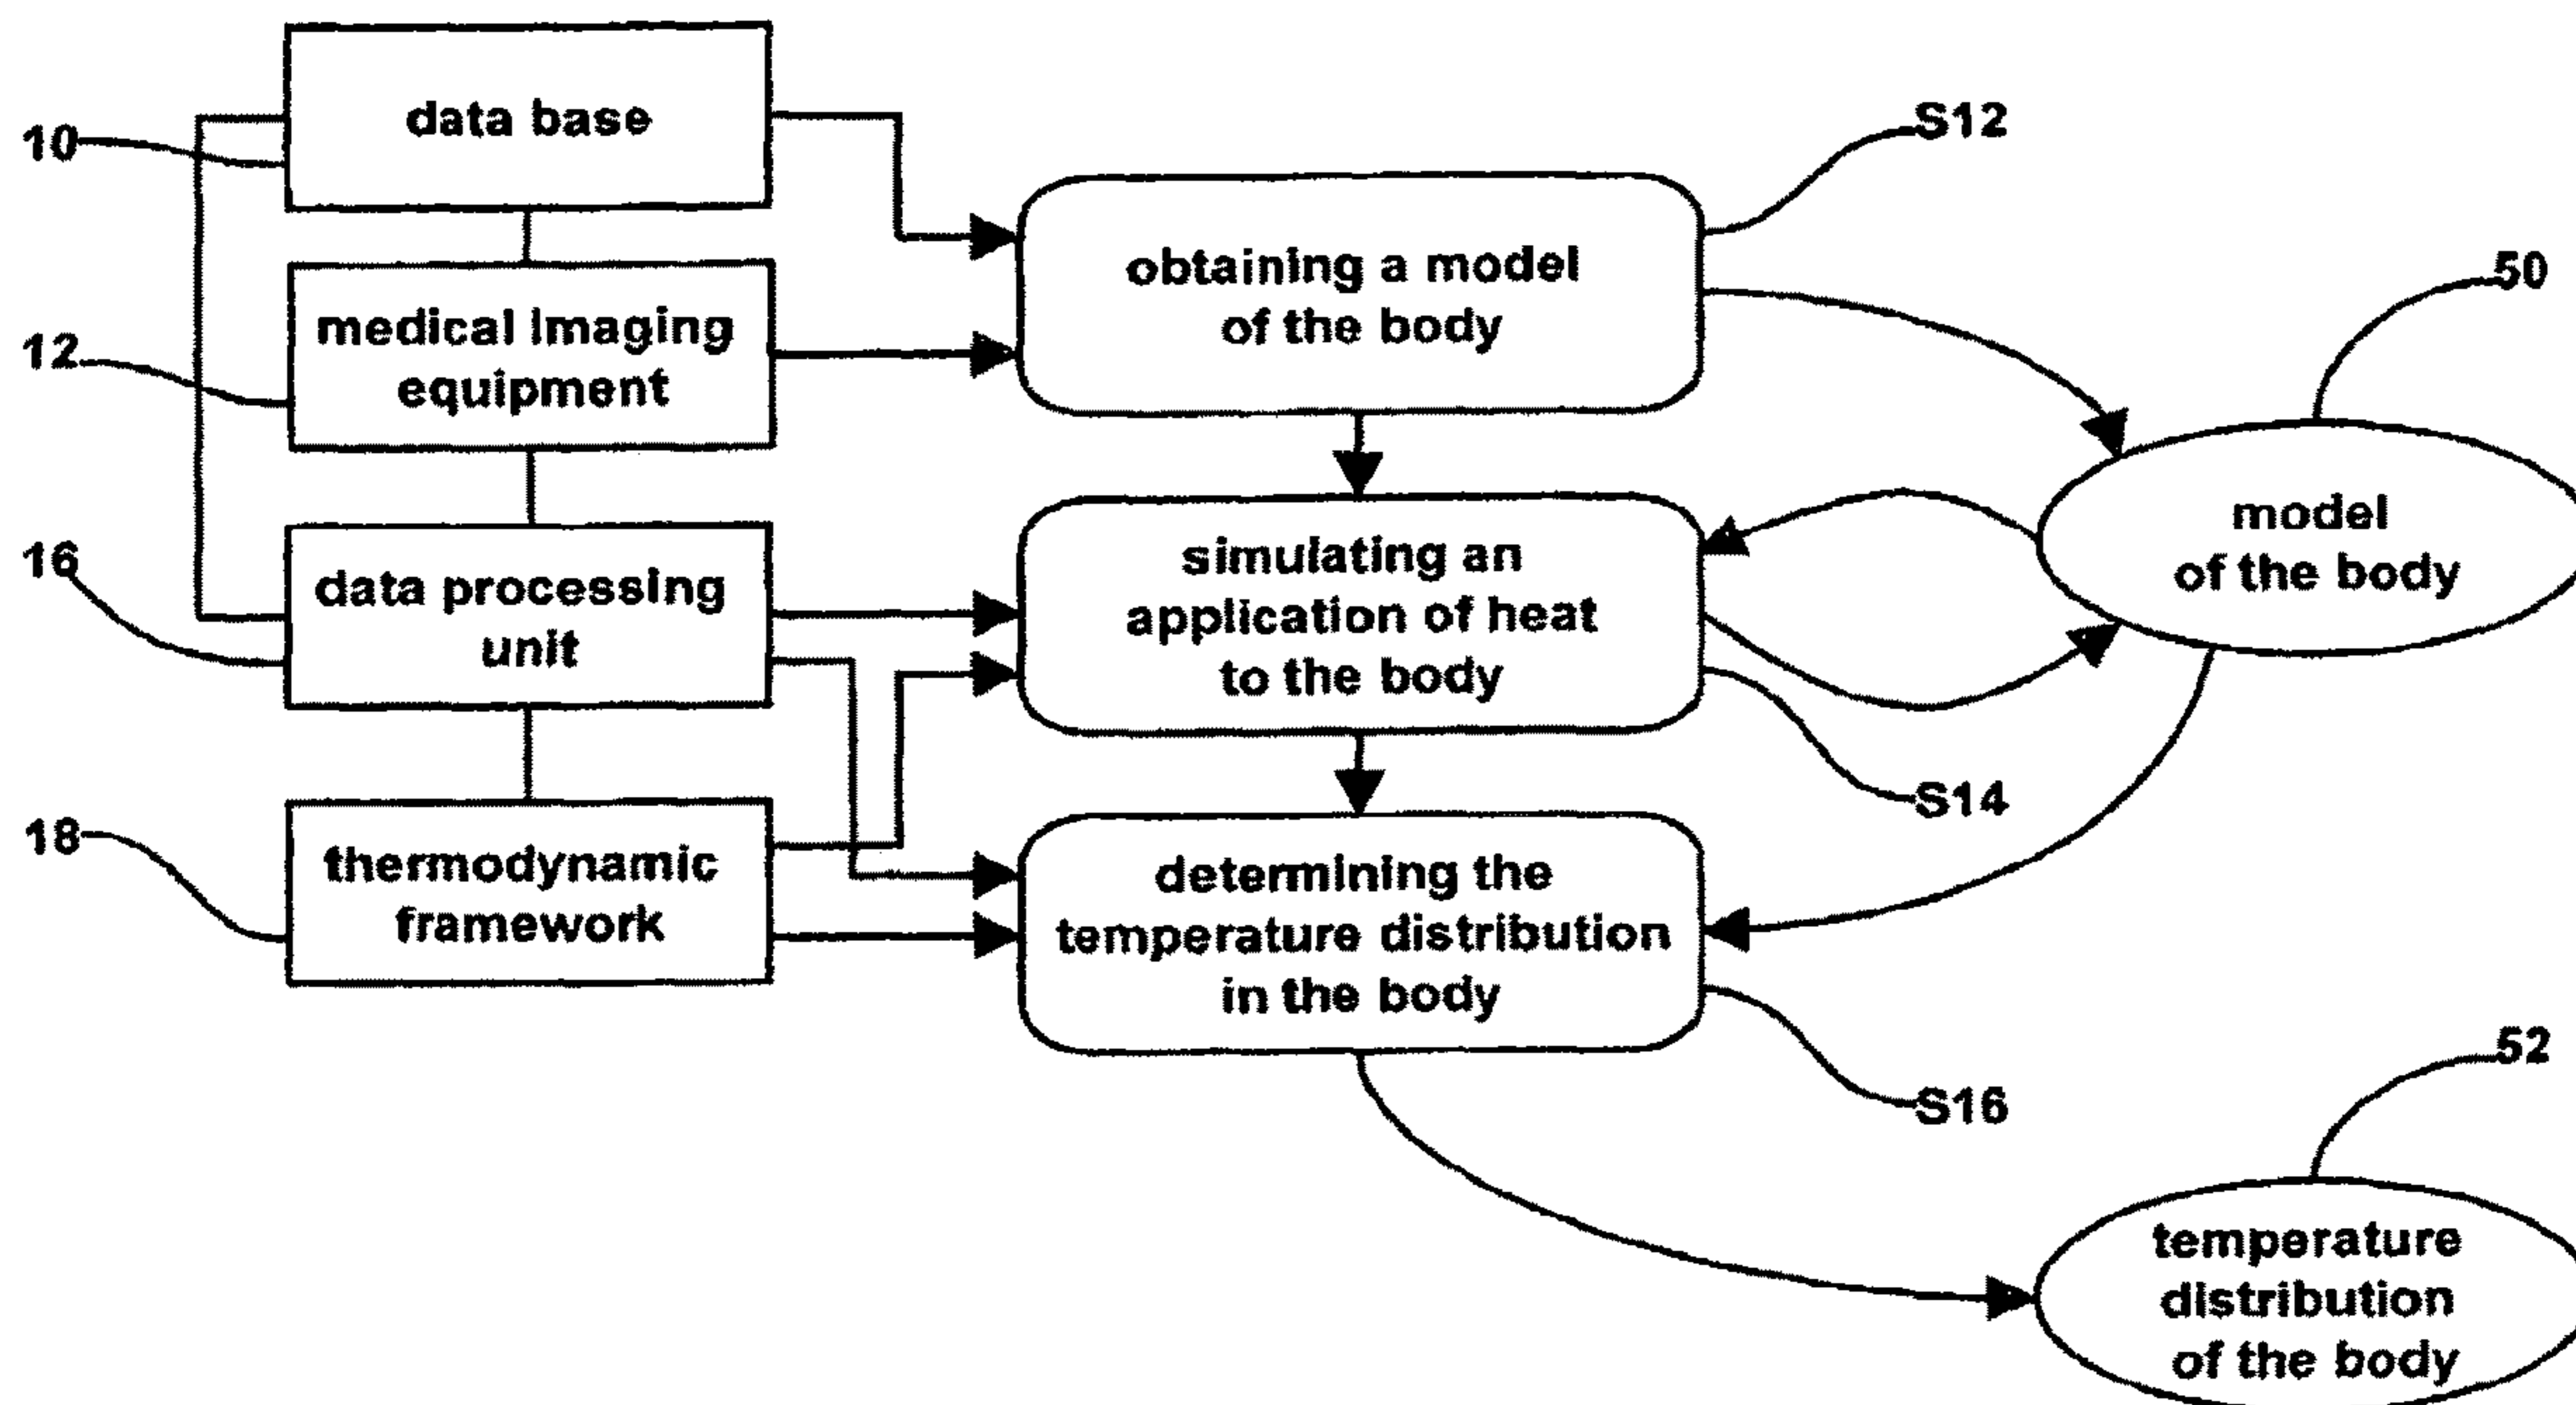 data base
10
S12
obtaining a model
of the body
50
medical imaging
equipment
12
model
of the body
simulating an
application of heat
to the body
16
data processing
unit
S14
18
thermodynamic
framework
determining the
temperature distribution
in the body
S16
52
temperature
distribution
of the body